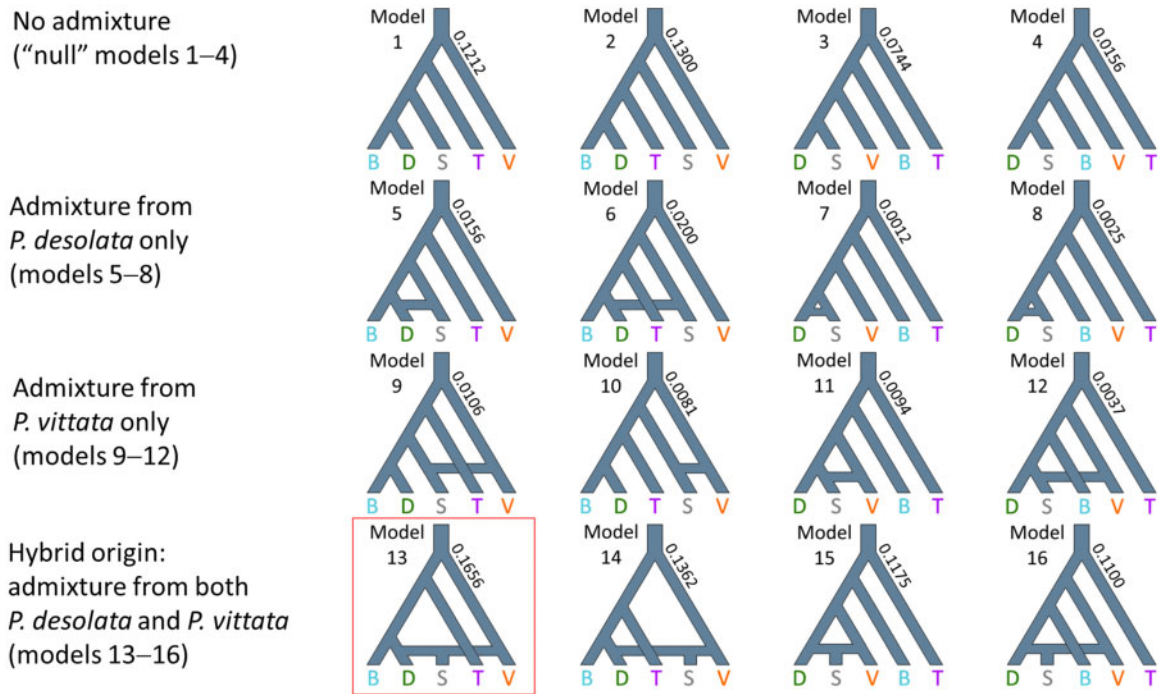 No admixture
("null" models 1–4)
Model
1
0.1212
B D S T V
Model
2
0.1300
B D T S V
Model
3
0.0744
D S V B T
Model
4
0.0156
D S B V T
Admixture from
P. desolata only
(models 5–8)
Model
5
0.0156
B D S T V
Model
6
0.0200
B D T S V
Model
7
0.0012
D S V B T
Model
8
0.0025
D S B V T
Admixture from
P. vittata only
(models 9–12)
Model
9
0.0106
B D S T V
Model
10
0.0081
B D T S V
Model
11
0.0094
D S V B T
Model
12
0.0037
D S B V T
Hybrid origin:
admixture from both
P. desolata and P. vittata
(models 13–16)
Model
13
0.1656
B D S T V
Model
14
0.1362
B D T S V
Model
15
0.1175
D S V B T
Model
16
0.1100
D S B V T